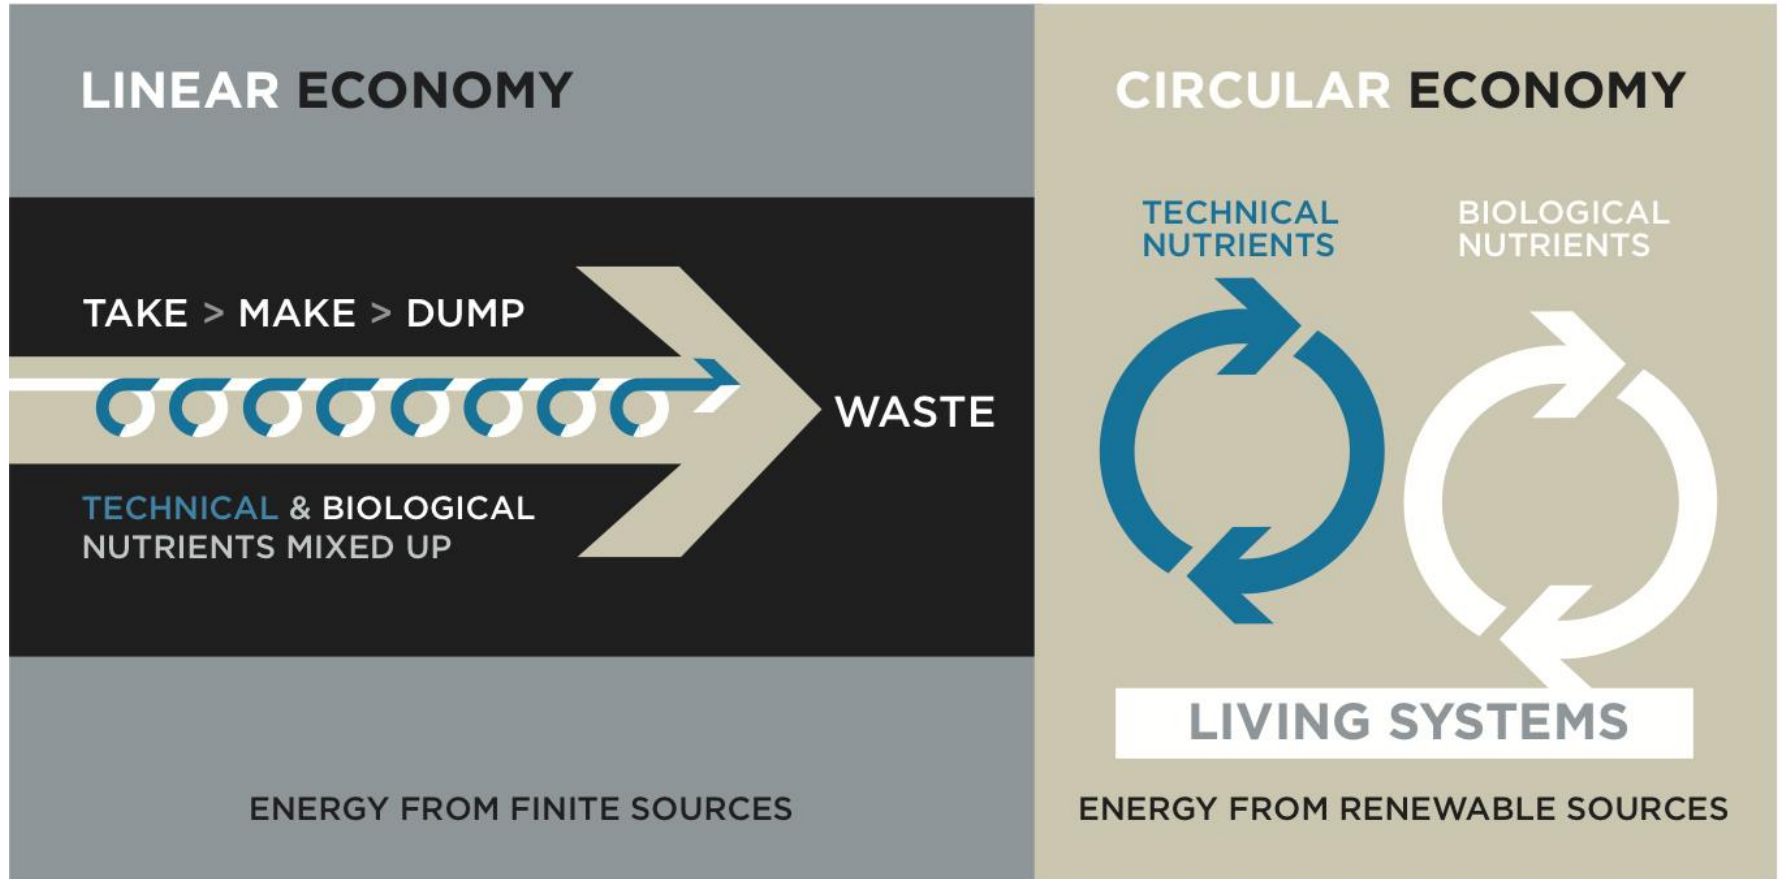 LINEAR ECONOMY
TAKE > MAKE > DUMP
WASTE
TECHNICAL & BIOLOGICAL
NUTRIENTS MIXED UP
ENERGY FROM FINITE SOURCES
CIRCULAR ECONOMY
TECHNICAL
NUTRIENTS
BIOLOGICAL
NUTRIENTS
LIVING SYSTEMS
ENERGY FROM RENEWABLE SOURCES